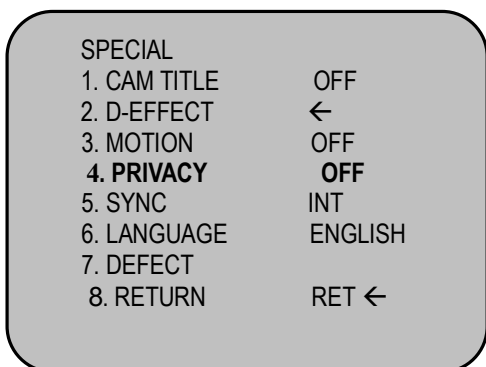 SPECIAL
1. CAM TITLE OFF
2. D-EFFECT ←
3. MOTION OFF
4. PRIVACY OFF
5. SYNC INT
6. LANGUAGE ENGLISH
7. DEFECT
8. RETURN RET ←